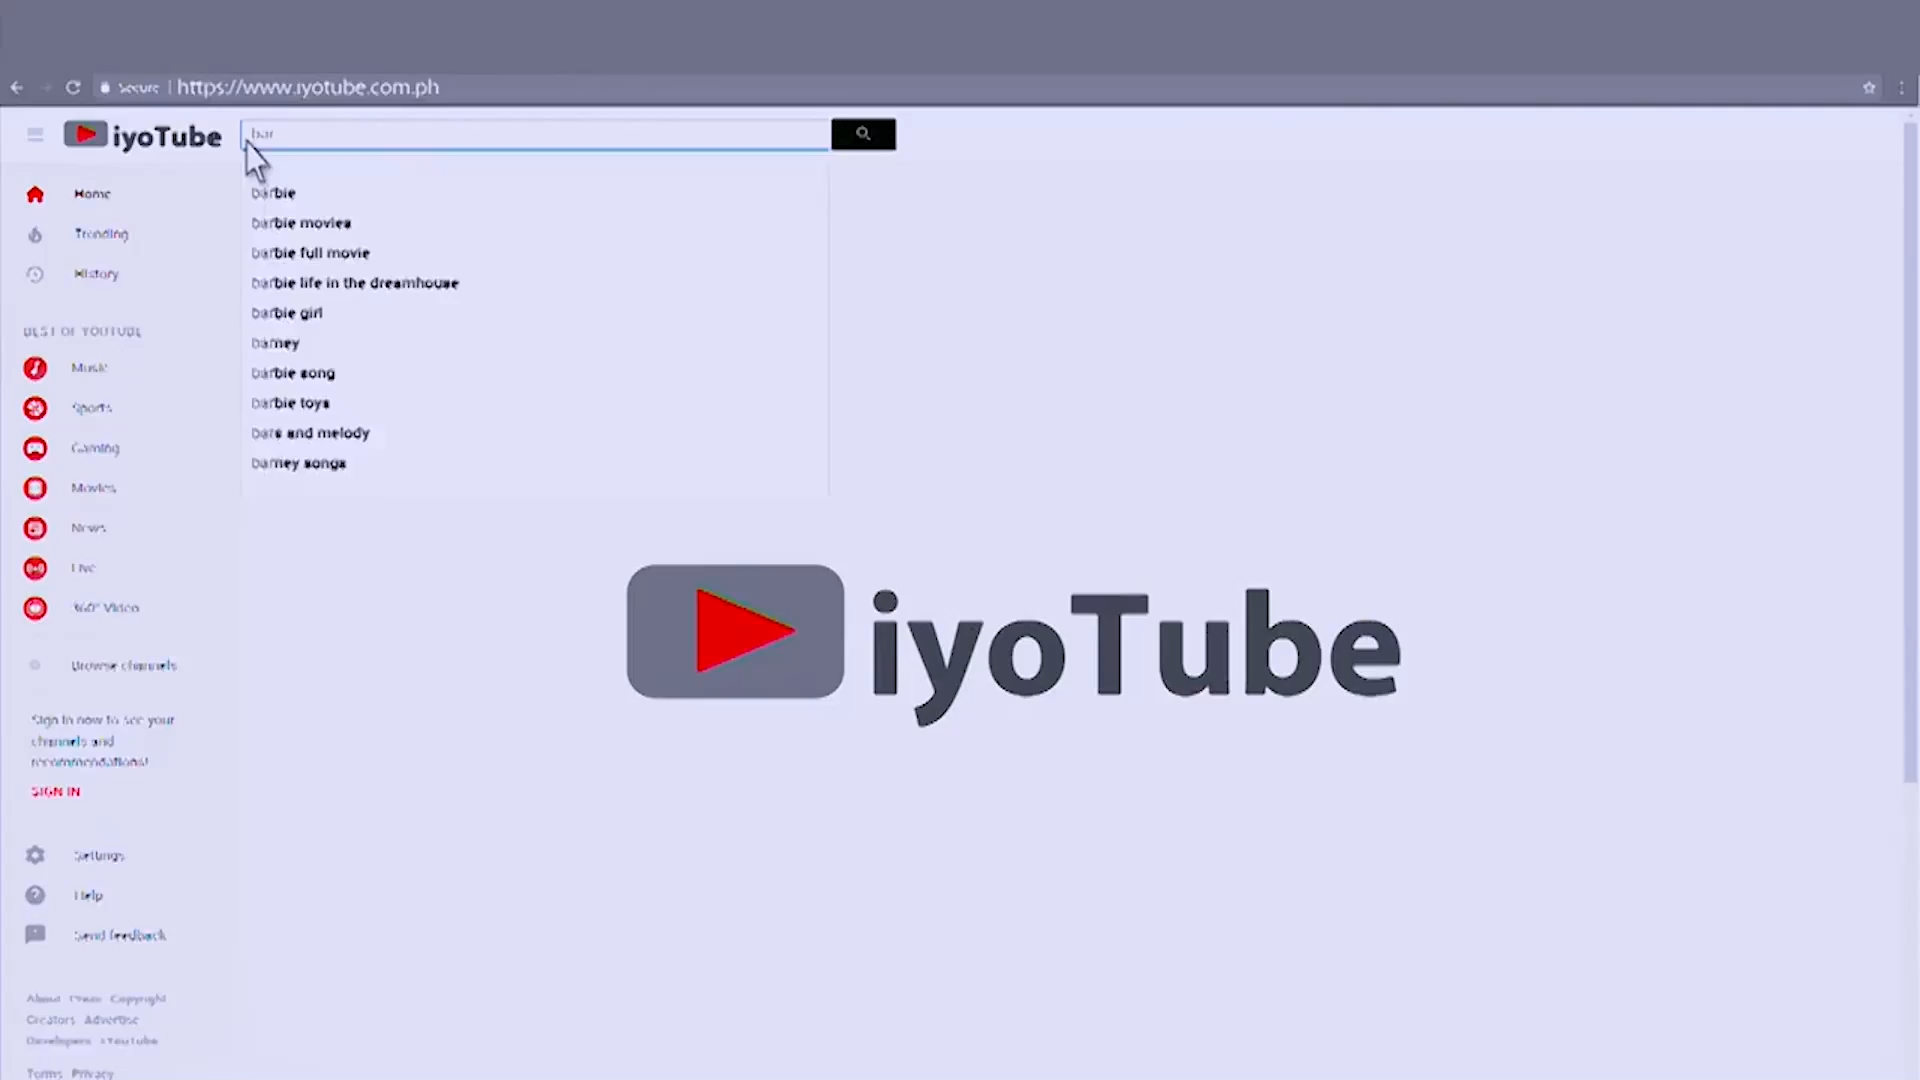 Secure | https://www.iyotube.com.ph
iyoTube
bar
barbie
barbie movies
barbie full movie
barbie life in the dreamhouse
barbie girl
barney
barbie song
barbie toys
bars and melody
barney songs
Home
Trending
History
BEST OF YOUTUBE
Music
Sports
Gaming
Movies
News
Live
360° Video
Browse channels
Sign in now to see your
channels and
recommendations!
SIGN IN
Settings
Help
Send feedback
About Press Copyright
Creators Advertise
Developers +YouTube
Terms Privacy
iyoTube